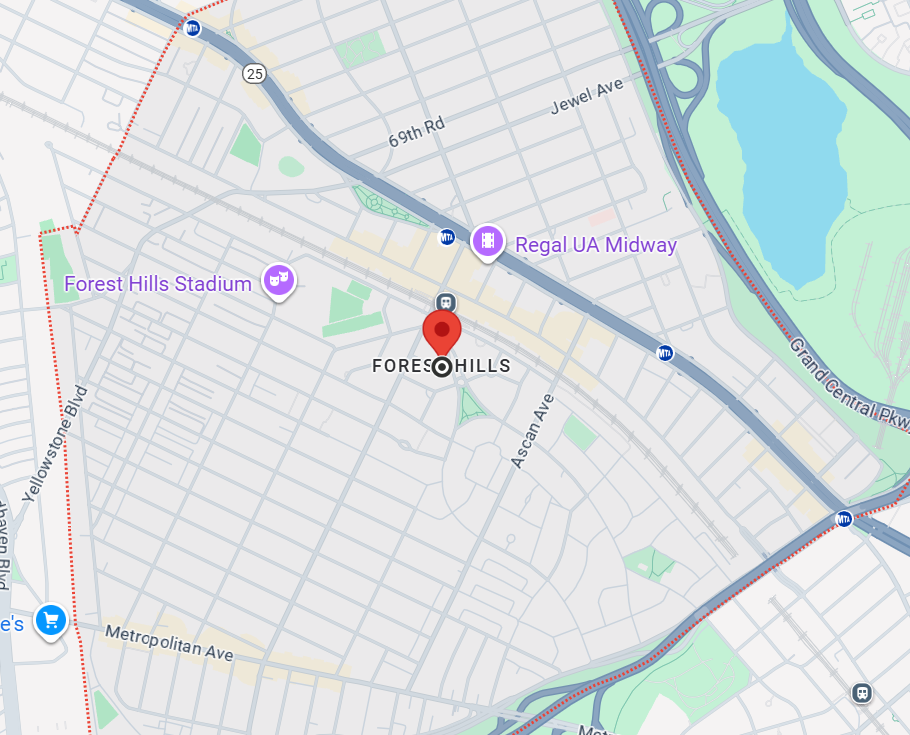 MTA
25
Jewel Ave
69th Rd
MTA
Regal UA Midway
Forest Hills Stadium
MTA
Grand Central Pkwy
FOREST HILLS
Yellowstone Blvd
Ascan Ave
MTA
haven Blvd
e's
Metropolitan Ave